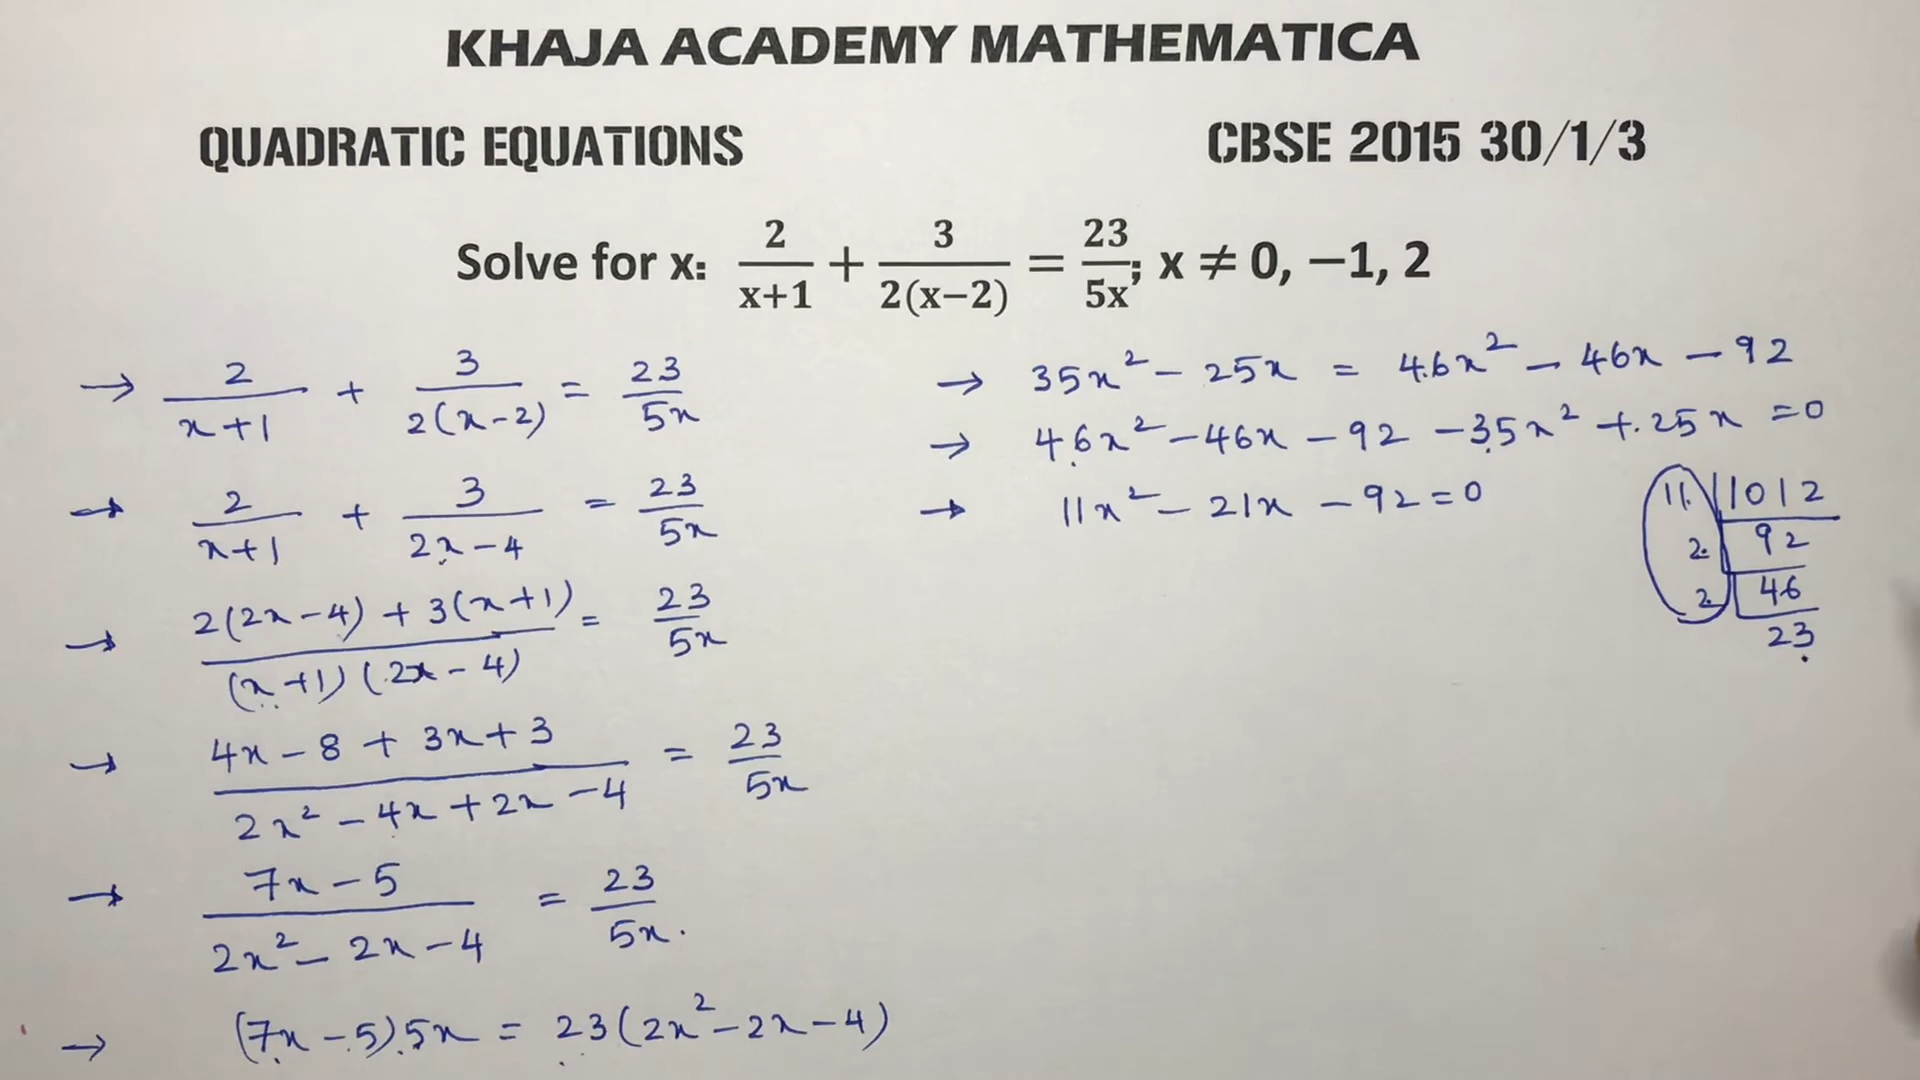 KHAJA ACADEMY MATHEMATICA
QUADRATIC EQUATIONS
CBSE 2015 30/1/3
Solve for x: 2/(x+1) + 3/(2(x−2)) = 23/(5x); x ≠ 0, −1, 2
→ 2/(x+1) + 3/(2(x-2)) = 23/(5x)
→ 2/(x+1) + 3/(2x-4) = 23/(5x)
→ (2(2x-4) + 3(x+1))/((x+1)(2x-4)) = 23/(5x)
→ (4x-8+3x+3)/(2x²-4x+2x-4) = 23/(5x)
→ (7x-5)/(2x²-2x-4) = 23/(5x)
→ (7x-5)5x = 23(2x²-2x-4)
→ 35x² - 25x = 46x² - 46x - 92
→ 46x² - 46x - 92 - 35x² + 25x = 0
→ 11x² - 21x - 92 = 0
11 | 1012
2 | 92
2 | 46
23